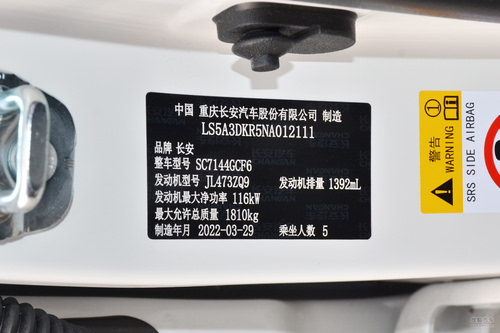 中国 重庆长安汽车股份有限公司 制造
LS5A3DKR5NA012111
品牌 长安
整车型号 SC7144GCF6
发动机型号 JL473ZQ9 发动机排量 1392mL
发动机最大净功率 116kW
最大允许总质量 1810kg
制造年月 2022-03-29 乘坐人数 5
警告
WARNING
SRS SIDE AIRBAG